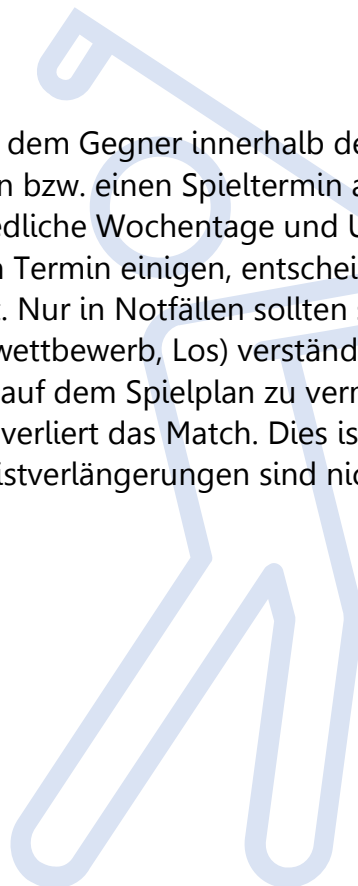 dem Gegner innerhalb de
n bzw. einen Spieltermin a
edliche Wochentage und U
n Termin einigen, entschei
t. Nur in Notfällen sollten s
wettbewerb, Los) verständ
auf dem Spielplan zu verr
verliert das Match. Dies is
istverlängerungen sind nic